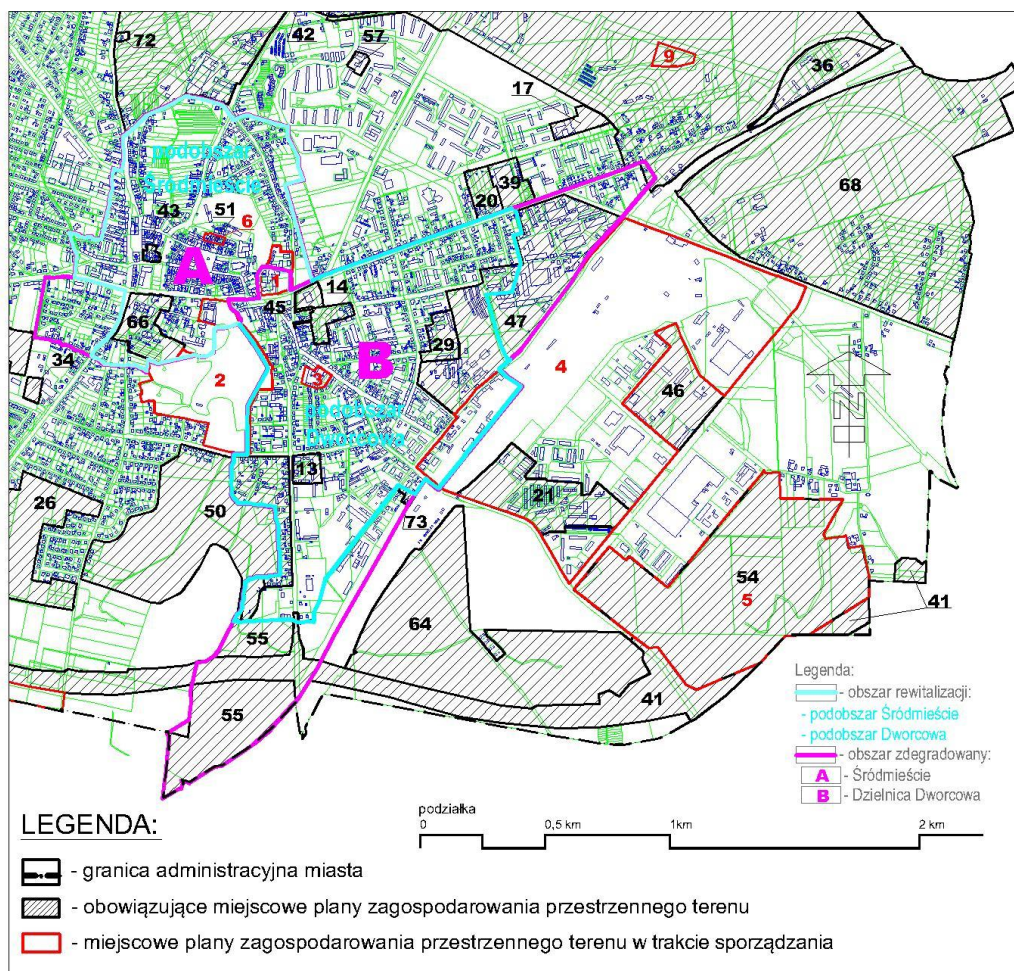 72
42
57
9
36
17
podobszar
Śródmieście
39
20
68
43
51
6
A
1
14
45
47
66
29
B
34
2
3
4
46
podobszar
Dworcowa
N
13
21
26
50
73
54
5
41
64
55
41
55
Legenda:
- obszar rewitalizacji:
- podobszar Śródmieście
- podobszar Dworcowa
- obszar zdegradowany:
A - Śródmieście
B - Dzielnica Dworcowa
podziałka
0 0,5 km 1km 2 km
LEGENDA:
- granica administracyjna miasta
- obowiązujące miejscowe plany zagospodarowania przestrzennego terenu
- miejscowe plany zagospodarowania przestrzennego terenu w trakcie sporządzania